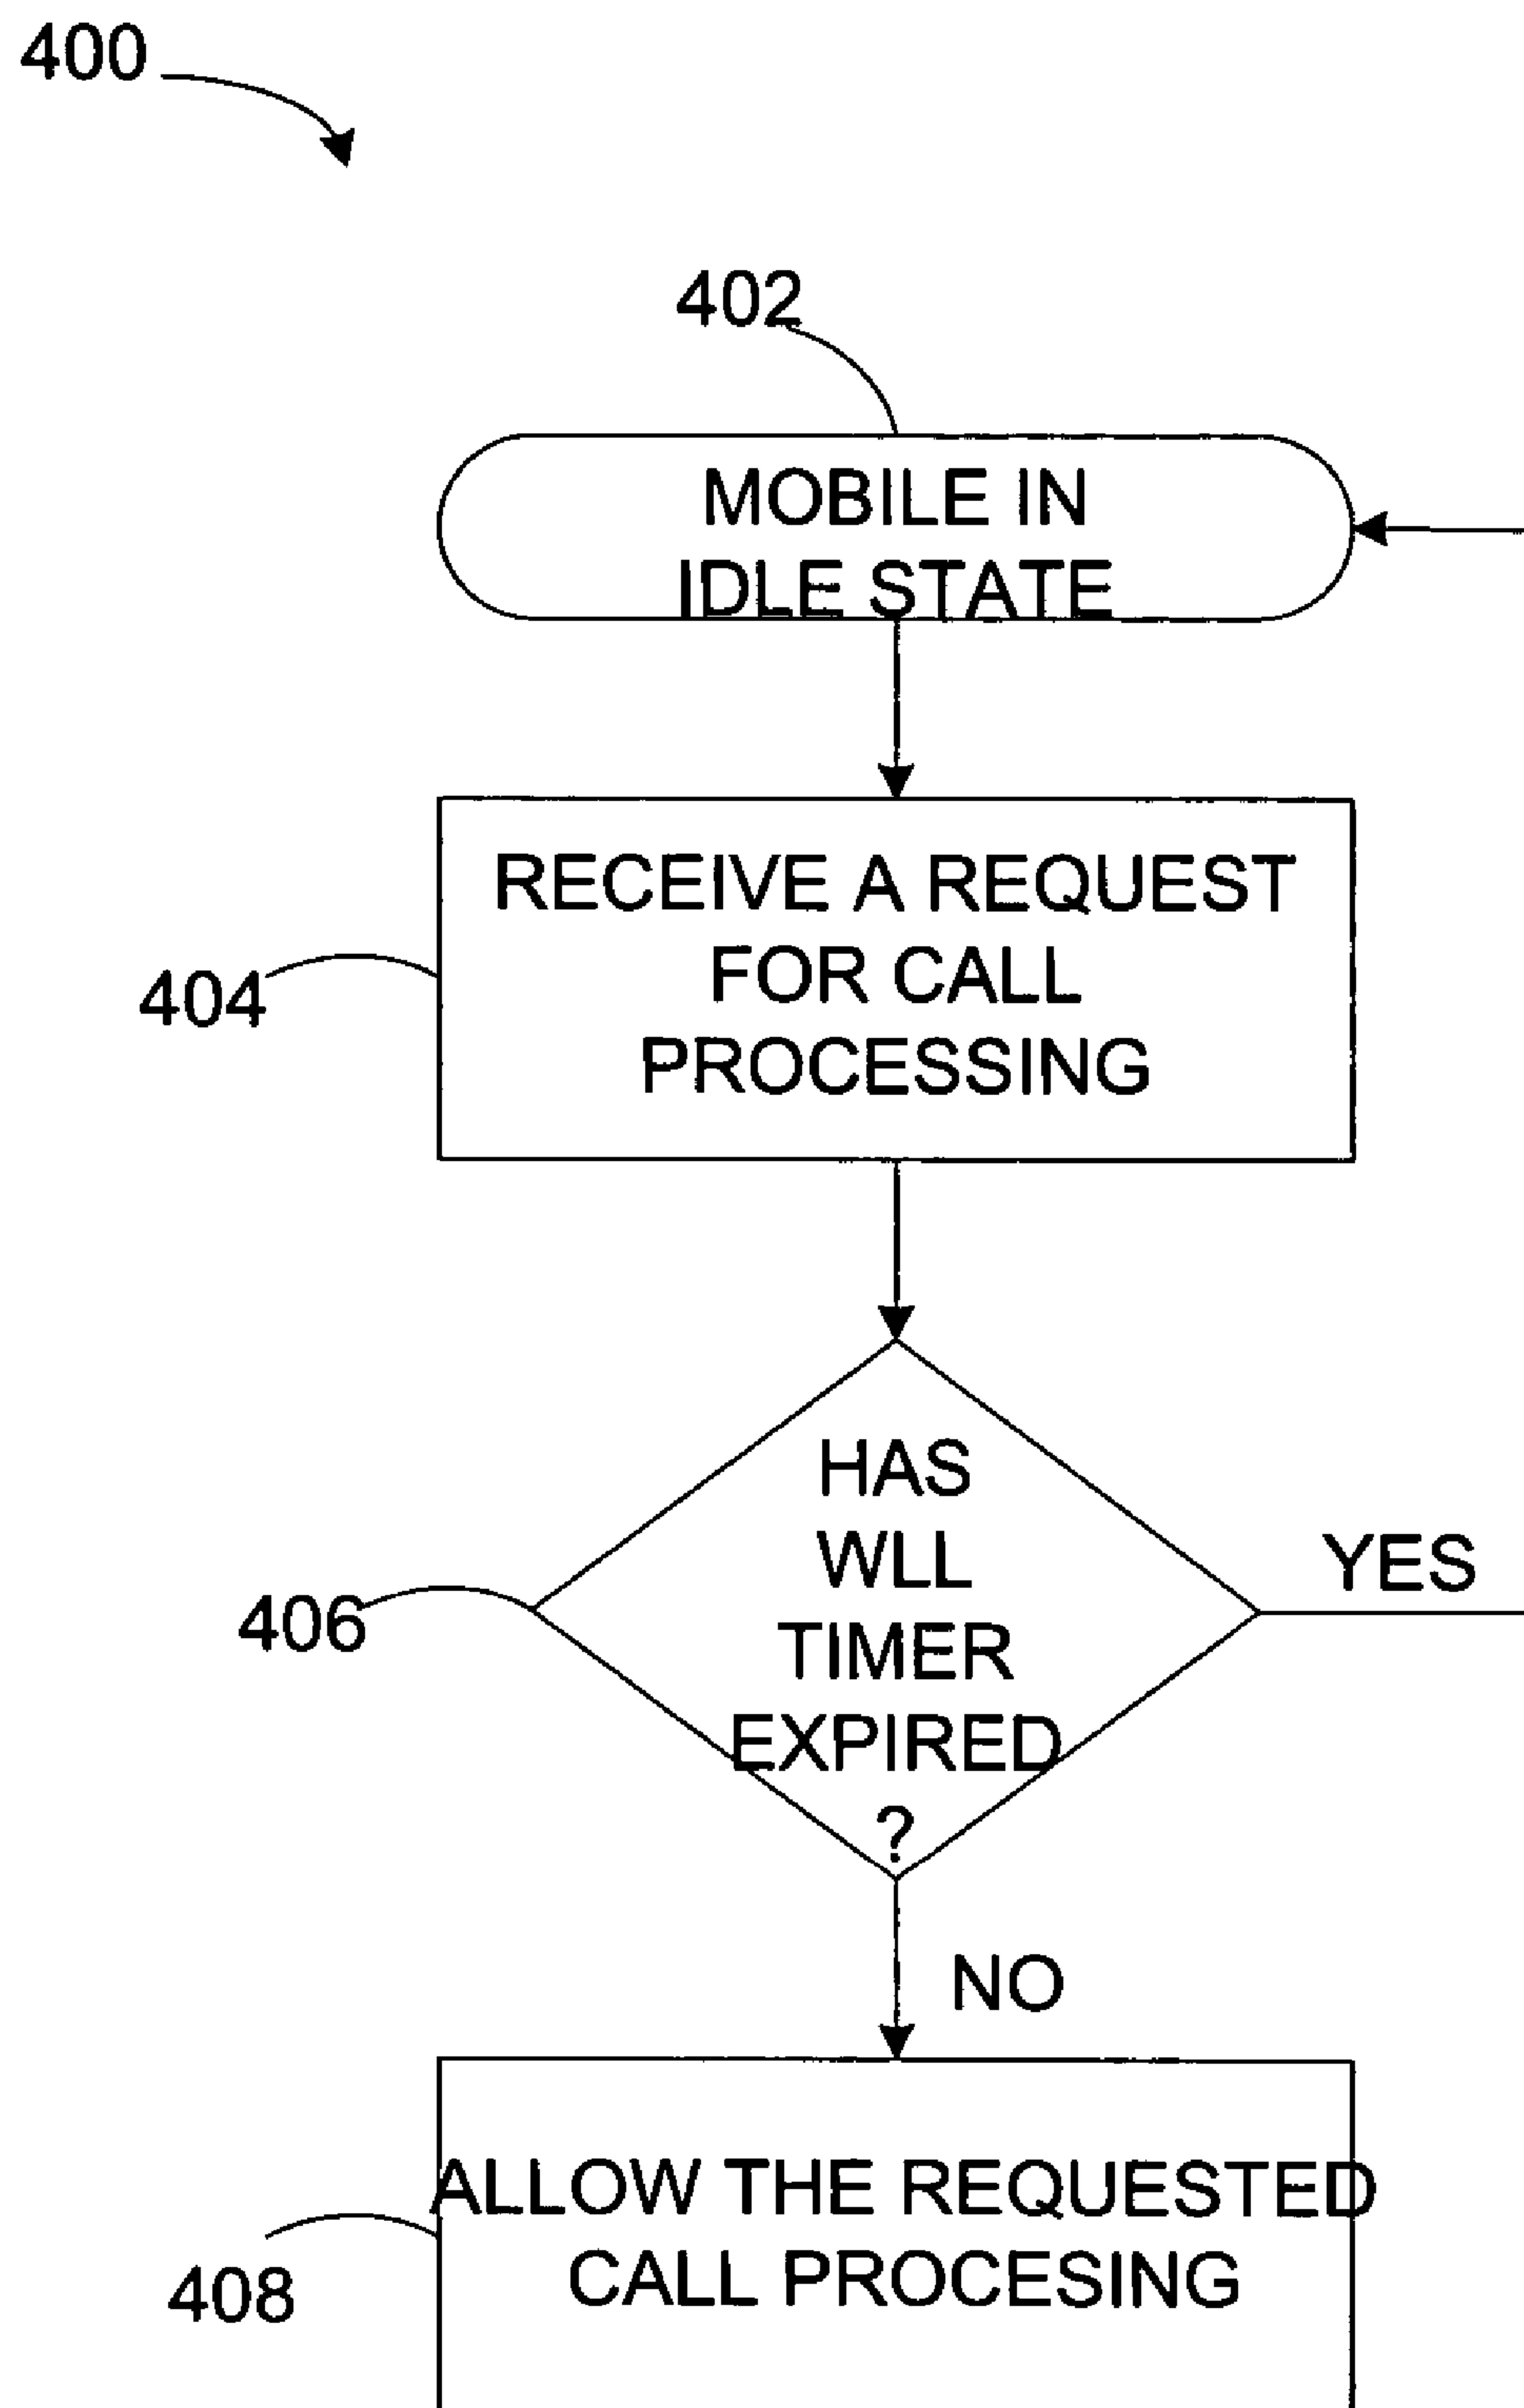 400
402
MOBILE IN
IDLE STATE
RECEIVE A REQUEST
FOR CALL
PROCESSING
404
HAS
WLL
TIMER
EXPIRED
?
YES
406
NO
ALLOW THE REQUESTED
CALL PROCESING
408